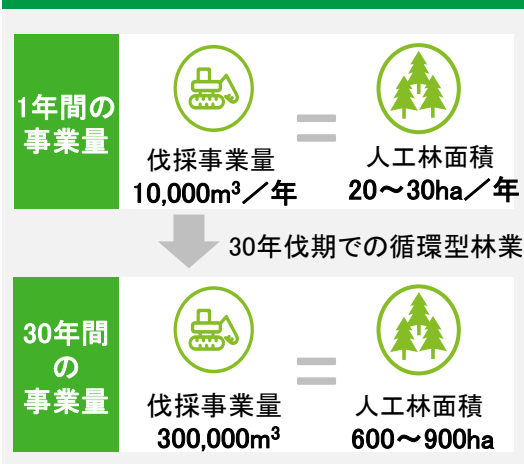 1年間の
事業量
伐採事業量
10,000m³／年
＝
人工林面積
20～30ha／年
30年伐期での循環型林業
30年間
の
事業量
伐採事業量
300,000m³
＝
人工林面積
600～900ha